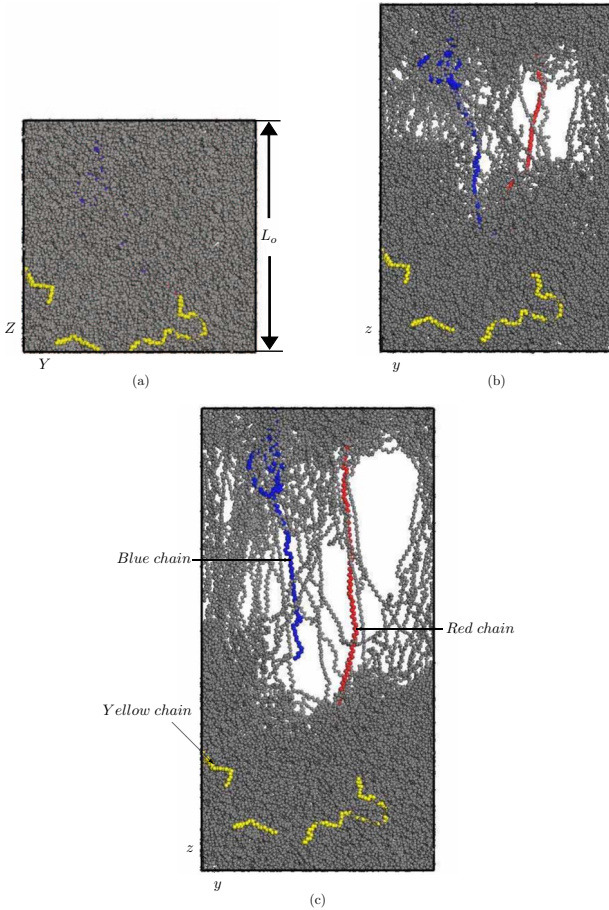 L_o
Z
Y
(a)
z
y
(b)
Blue chain
Red chain
Yellow chain
z
y
(c)